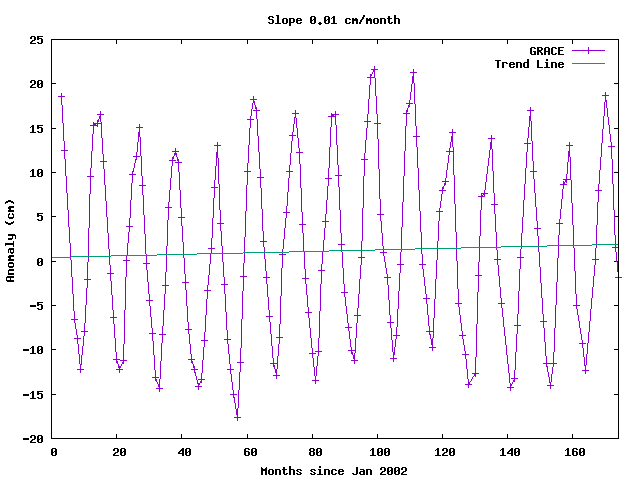 Slope 0.01 cm/month
GRACE
Trend Line
25
20
15
10
5
0
-5
-10
-15
-20
Anomaly (cm)
0 20 40 60 80 100 120 140 160
Months since Jan 2002